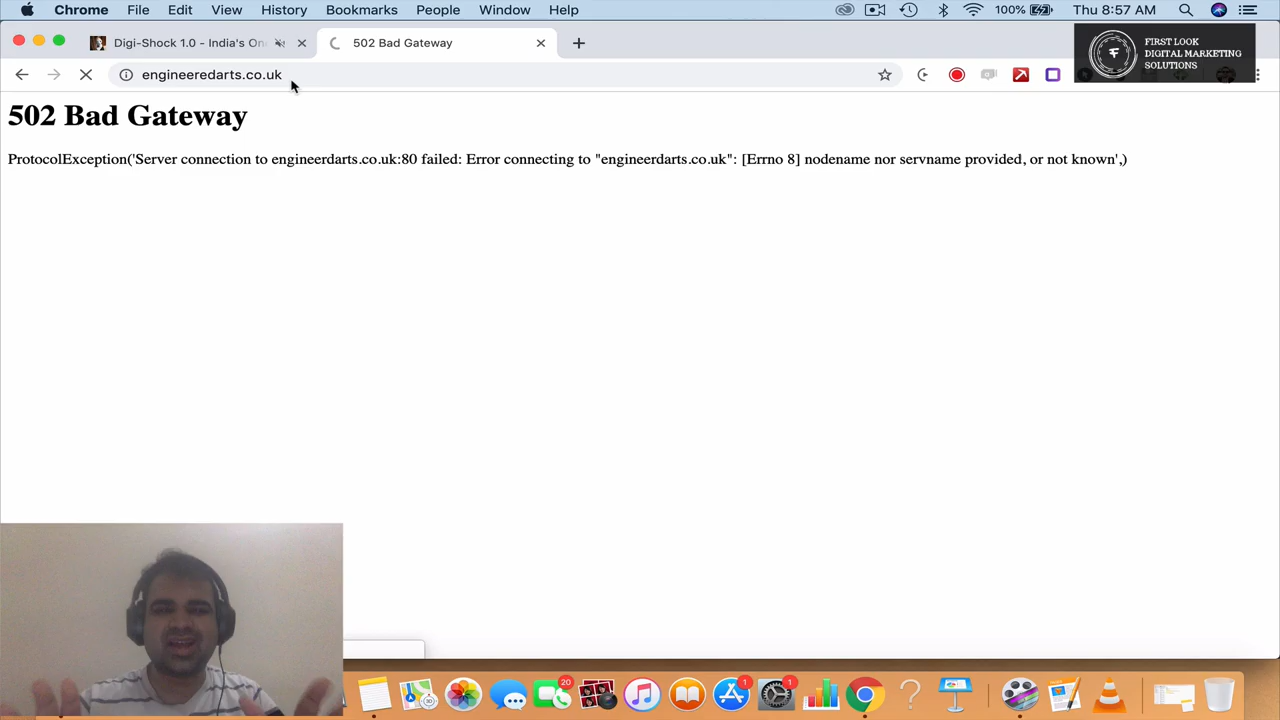 Chrome File Edit View History Bookmarks People Window Help 100% Thu 8:57 AM
Digi-Shock 1.0 - India's On
502 Bad Gateway
FIRST LOOK
DIGITAL MARKETING
SOLUTIONS
engineeredarts.co.uk
502 Bad Gateway
ProtocolException('Server connection to engineerdarts.co.uk:80 failed: Error connecting to "engineerdarts.co.uk": [Errno 8] nodename nor servname provided, or not known',)
20
1
1